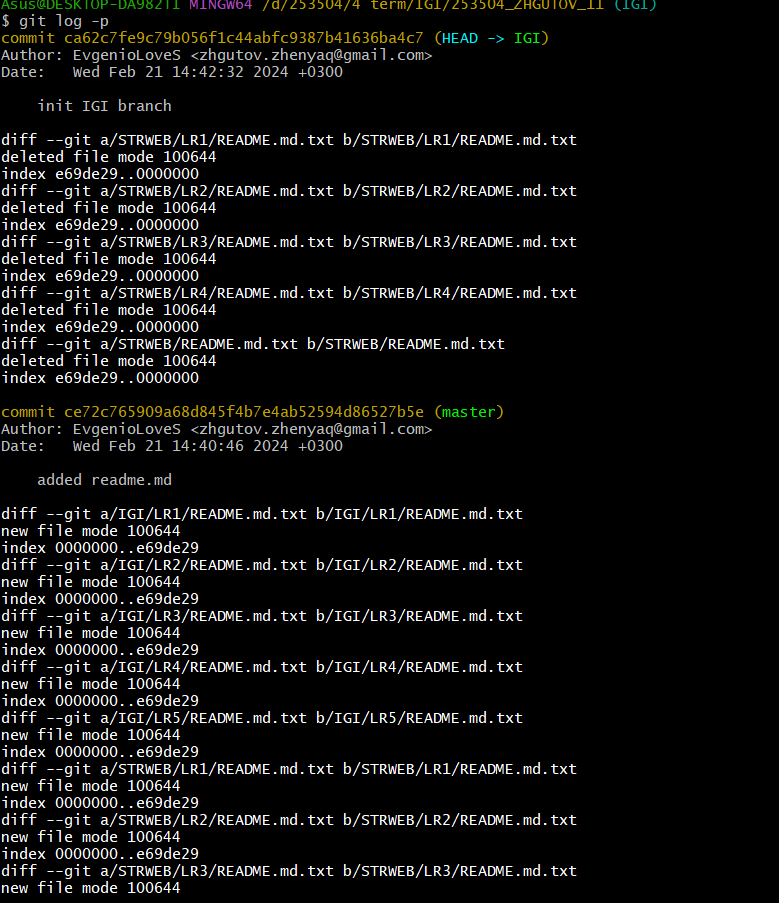 Asus@DESKTOP-DA982TI MINGW64 /d/253504/4 term/IGI/253504_ZHGUTOV_11 (IGI)
$ git log -p
commit ca62c7fe9c79b056f1c44abfc9387b41636ba4c7 (HEAD -> IGI)
Author: EvgenioLoveS <zhgutov.zhenyaq@gmail.com>
Date:   Wed Feb 21 14:42:32 2024 +0300

    init IGI branch

diff --git a/STRWEB/LR1/README.md.txt b/STRWEB/LR1/README.md.txt
deleted file mode 100644
index e69de29..0000000
diff --git a/STRWEB/LR2/README.md.txt b/STRWEB/LR2/README.md.txt
deleted file mode 100644
index e69de29..0000000
diff --git a/STRWEB/LR3/README.md.txt b/STRWEB/LR3/README.md.txt
deleted file mode 100644
index e69de29..0000000
diff --git a/STRWEB/LR4/README.md.txt b/STRWEB/LR4/README.md.txt
deleted file mode 100644
index e69de29..0000000
diff --git a/STRWEB/README.md.txt b/STRWEB/README.md.txt
deleted file mode 100644
index e69de29..0000000

commit ce72c765909a68d845f4b7e4ab52594d86527b5e (master)
Author: EvgenioLoveS <zhgutov.zhenyaq@gmail.com>
Date:   Wed Feb 21 14:40:46 2024 +0300

    added readme.md

diff --git a/IGI/LR1/README.md.txt b/IGI/LR1/README.md.txt
new file mode 100644
index 0000000..e69de29
diff --git a/IGI/LR2/README.md.txt b/IGI/LR2/README.md.txt
new file mode 100644
index 0000000..e69de29
diff --git a/IGI/LR3/README.md.txt b/IGI/LR3/README.md.txt
new file mode 100644
index 0000000..e69de29
diff --git a/IGI/LR4/README.md.txt b/IGI/LR4/README.md.txt
new file mode 100644
index 0000000..e69de29
diff --git a/IGI/LR5/README.md.txt b/IGI/LR5/README.md.txt
new file mode 100644
index 0000000..e69de29
diff --git a/STRWEB/LR1/README.md.txt b/STRWEB/LR1/README.md.txt
new file mode 100644
index 0000000..e69de29
diff --git a/STRWEB/LR2/README.md.txt b/STRWEB/LR2/README.md.txt
new file mode 100644
index 0000000..e69de29
diff --git a/STRWEB/LR3/README.md.txt b/STRWEB/LR3/README.md.txt
new file mode 100644